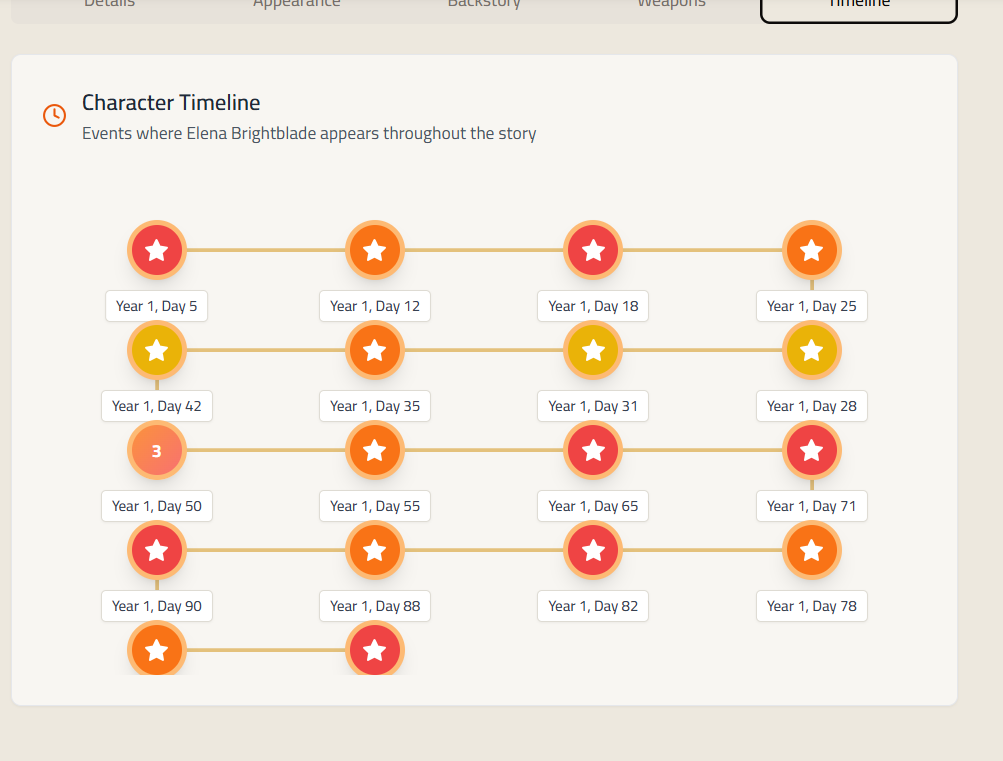 Details Appearance Backstory Weapons Timeline
Character Timeline
Events where Elena Brightblade appears throughout the story
Year 1, Day 5 Year 1, Day 12 Year 1, Day 18 Year 1, Day 25
Year 1, Day 42 Year 1, Day 35 Year 1, Day 31 Year 1, Day 28
3
Year 1, Day 50 Year 1, Day 55 Year 1, Day 65 Year 1, Day 71
Year 1, Day 90 Year 1, Day 88 Year 1, Day 82 Year 1, Day 78